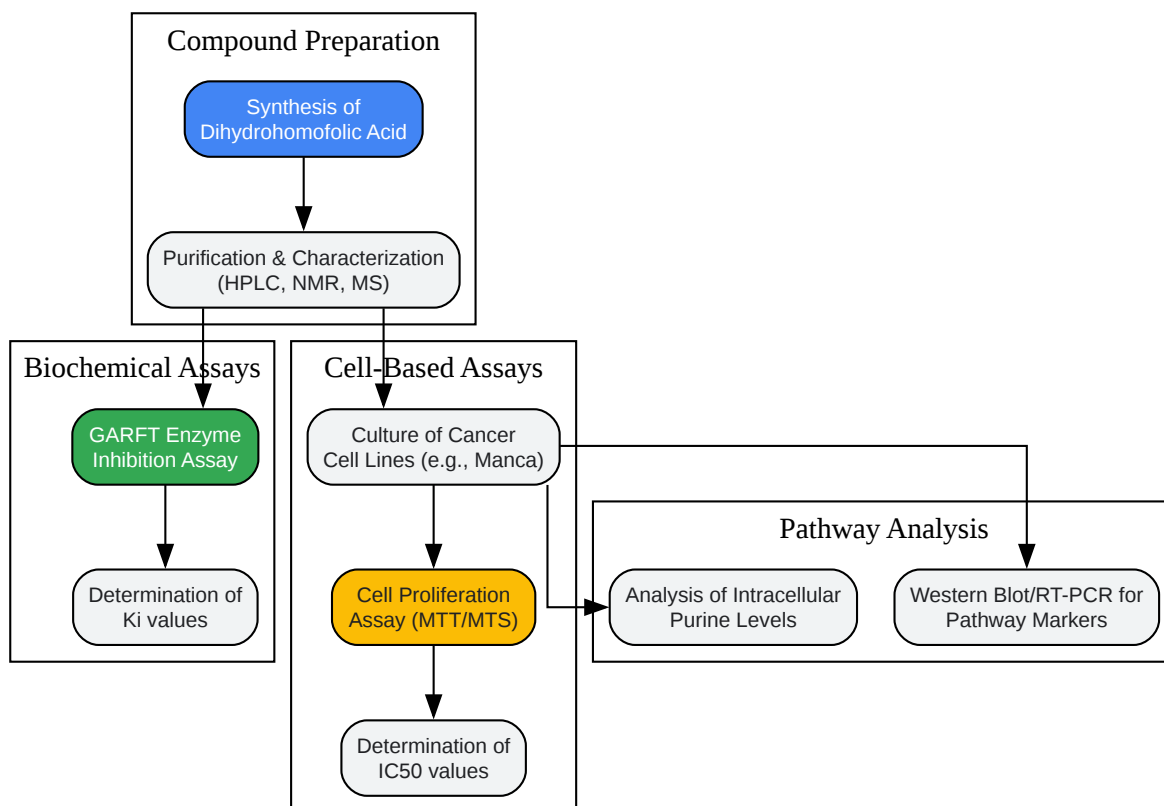 Compound Preparation
Synthesis of
Dihydrohomofolic Acid
Purification & Characterization
(HPLC, NMR, MS)
Biochemical Assays
GARFT Enzyme
Inhibition Assay
Determination of
Ki values
Cell-Based Assays
Culture of Cancer
Cell Lines (e.g., Manca)
Cell Proliferation
Assay (MTT/MTS)
Determination of
IC50 values
Pathway Analysis
Analysis of Intracellular
Purine Levels
Western Blot/RT-PCR for
Pathway Markers